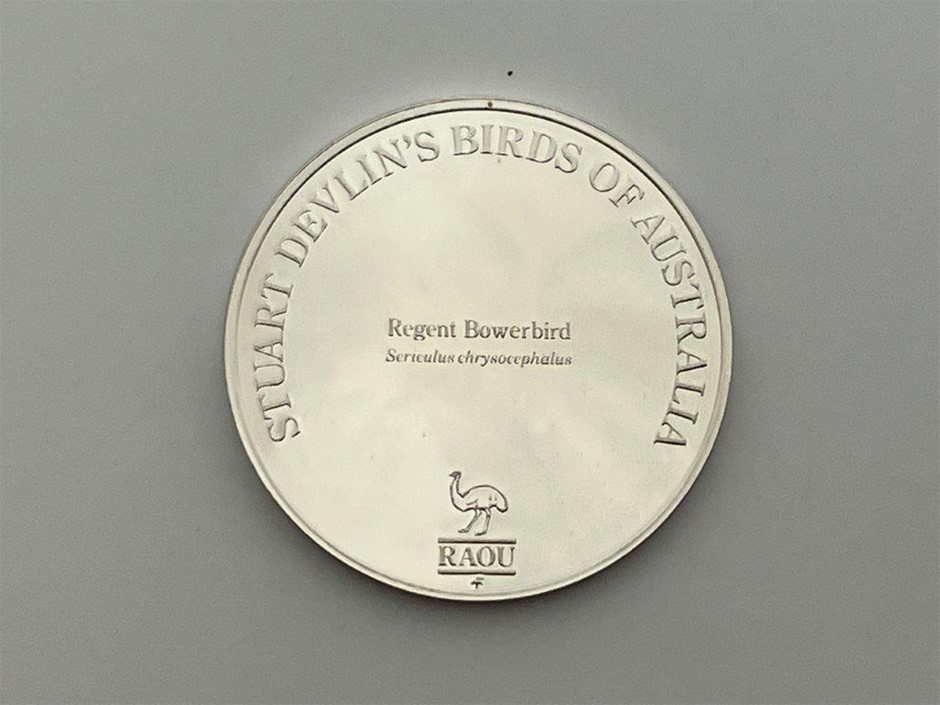 STUART DEVLIN'S BIRDS OF AUSTRALIA
Regent Bowerbird
Sericulus chrysocephalus
RAOU